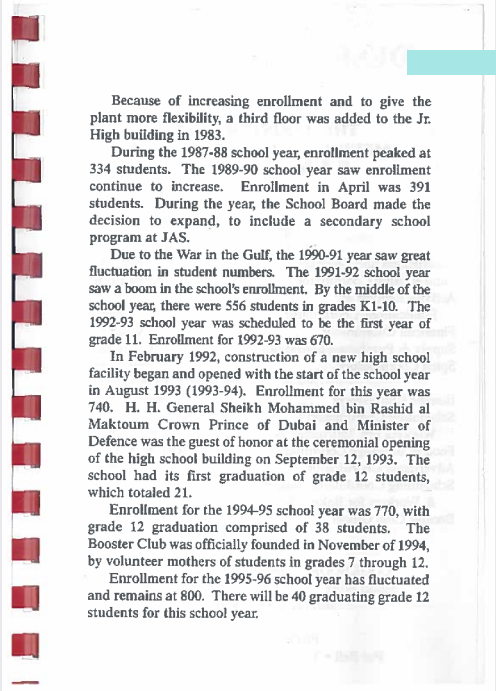 Because of increasing enrollment and to give the
plant more flexibility, a third floor was added to the Jr.
High building in 1983.
During the 1987-88 school year, enrollment peaked at
334 students. The 1989-90 school year saw enrollment
continue to increase. Enrollment in April was 391
students. During the year, the School Board made the
decision to expand, to include a secondary school
program at JAS.
Due to the War in the Gulf, the 1990-91 year saw great
fluctuation in student numbers. The 1991-92 school year
saw a boom in the school's enrollment. By the middle of the
school year, there were 556 students in grades K1-10. The
1992-93 school year was scheduled to be the first year of
grade 11. Enrollment for 1992-93 was 670.
In February 1992, construction of a new high school
facility began and opened with the start of the school year
in August 1993 (1993-94). Enrollment for this year was
740. H. H. General Sheikh Mohammed bin Rashid al
Maktoum Crown Prince of Dubai and Minister of
Defence was the guest of honor at the ceremonial opening
of the high school building on September 12, 1993. The
school had its first graduation of grade 12 students,
which totaled 21.
Enrollment for the 1994-95 school year was 770, with
grade 12 graduation comprised of 38 students. The
Booster Club was officially founded in November of 1994,
by volunteer mothers of students in grades 7 through 12.
Enrollment for the 1995-96 school year has fluctuated
and remains at 800. There will be 40 graduating grade 12
students for this school year.